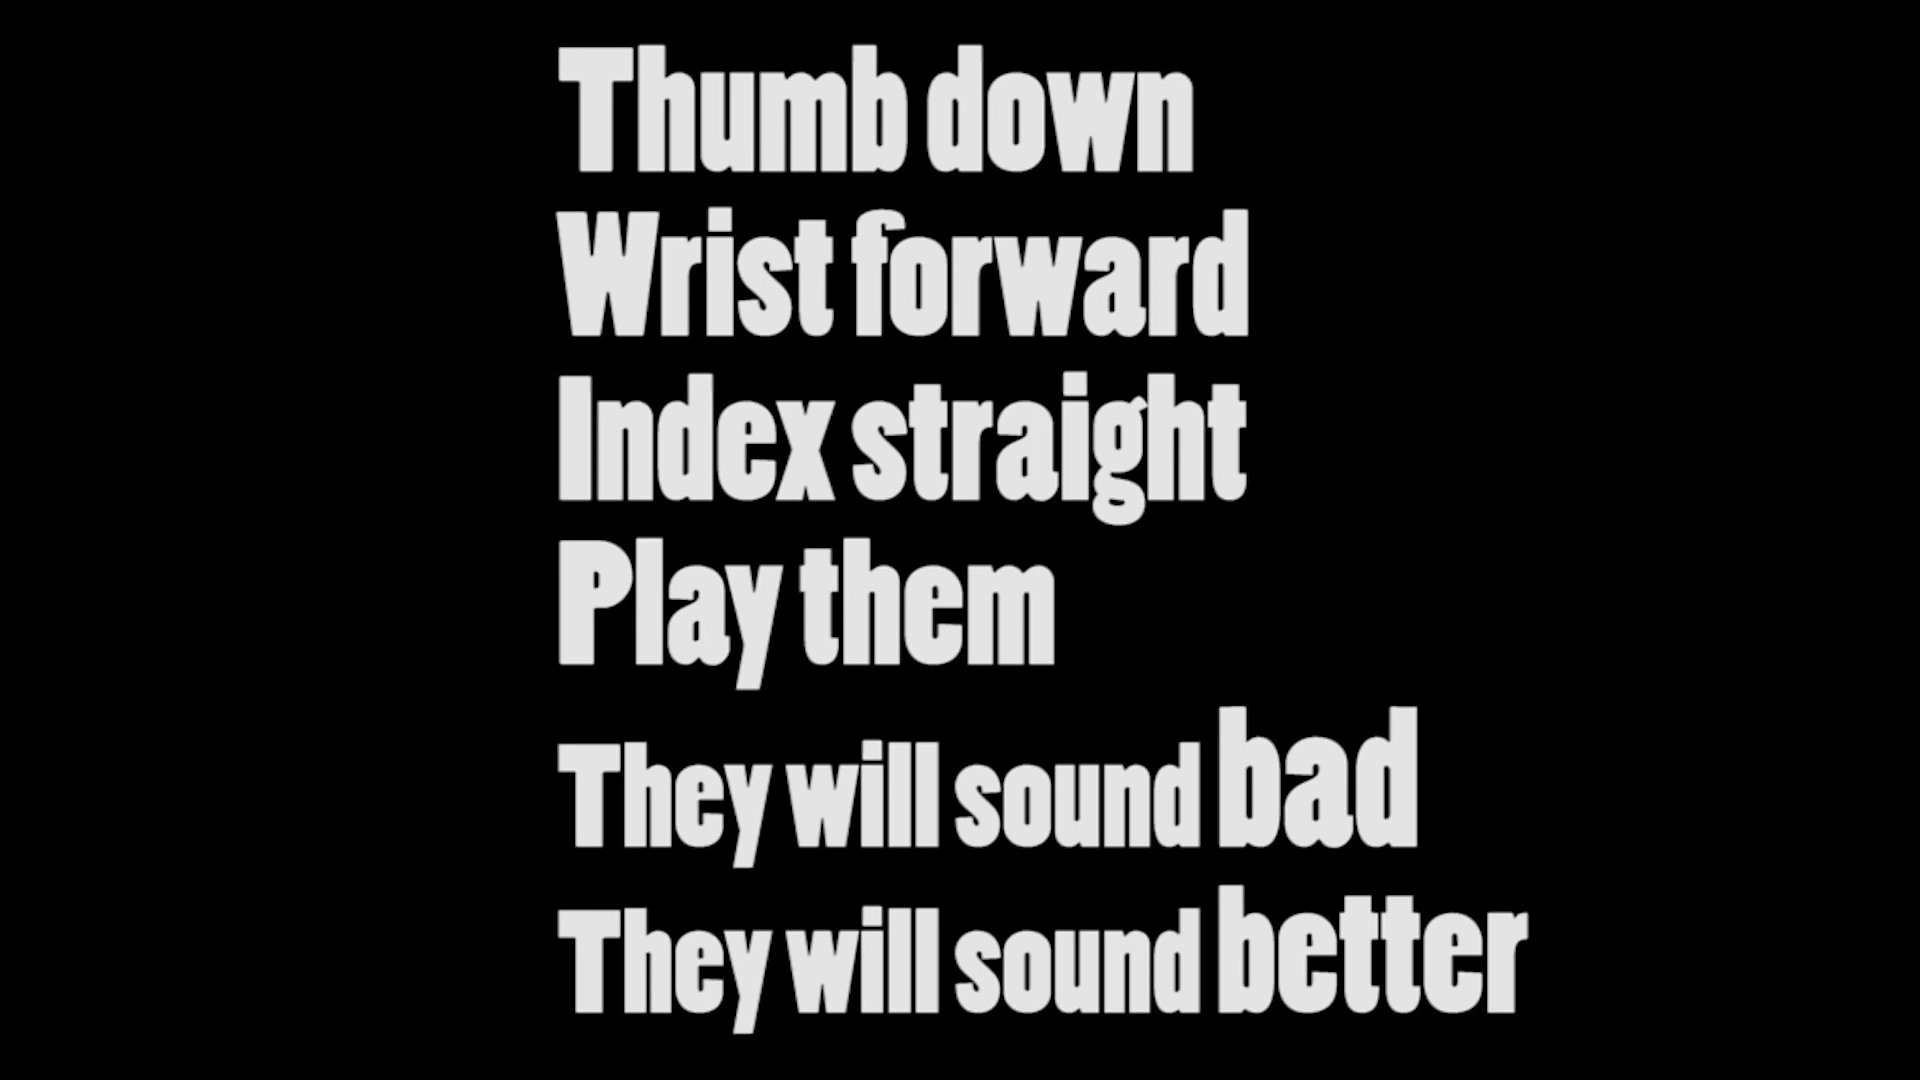 Thumb down
Wrist forward
Index straight
Play them
They will sound bad
They will sound better